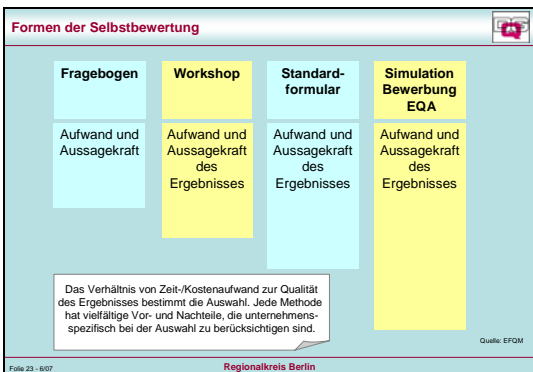 Formen der Selbstbewertung
DGQ
Fragebogen
Workshop
Standard-
formular
Simulation
Bewerbung
EQA
Aufwand und
Aussagekraft
Aufwand und
Aussagekraft
des
Ergebnisses
Aufwand und
Aussagekraft
des
Ergebnisses
Aufwand und
Aussagekraft
des
Ergebnisses
Das Verhältnis von Zeit-/Kostenaufwand zur Qualität
des Ergebnisses bestimmt die Auswahl. Jede Methode
hat vielfältige Vor- und Nachteile, die unternehmens-
spezifisch bei der Auswahl zu berücksichtigen sind.
Quelle: EFQM
Folie 23 - 6/07
Regionalkreis Berlin